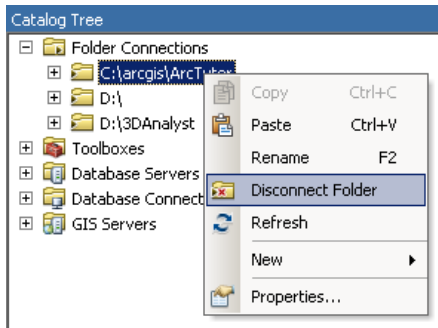 Catalog Tree
Folder Connections
C:\arcgis\ArcTutor
D:\
D:\3DAnalyst
Toolboxes
Database Servers
Database Connect
GIS Servers
Copy Ctrl+C
Paste Ctrl+V
Rename F2
Disconnect Folder
Refresh
New
Properties...